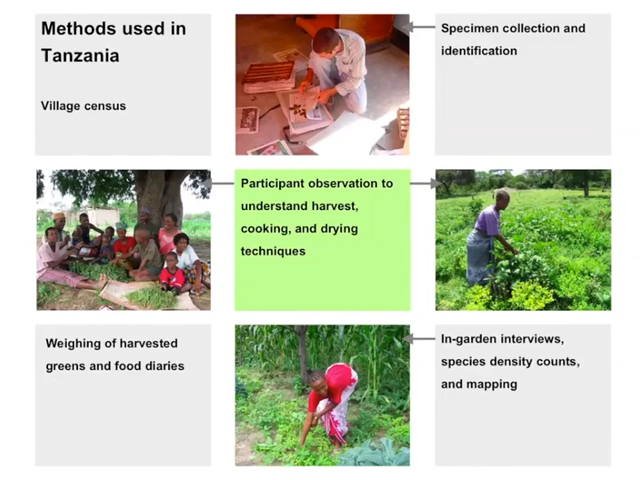 Methods used in
Tanzania
Village census
Specimen collection and
identification
Participant observation to
understand harvest,
cooking, and drying
techniques
Weighing of harvested
greens and food diaries
In-garden interviews,
species density counts,
and mapping